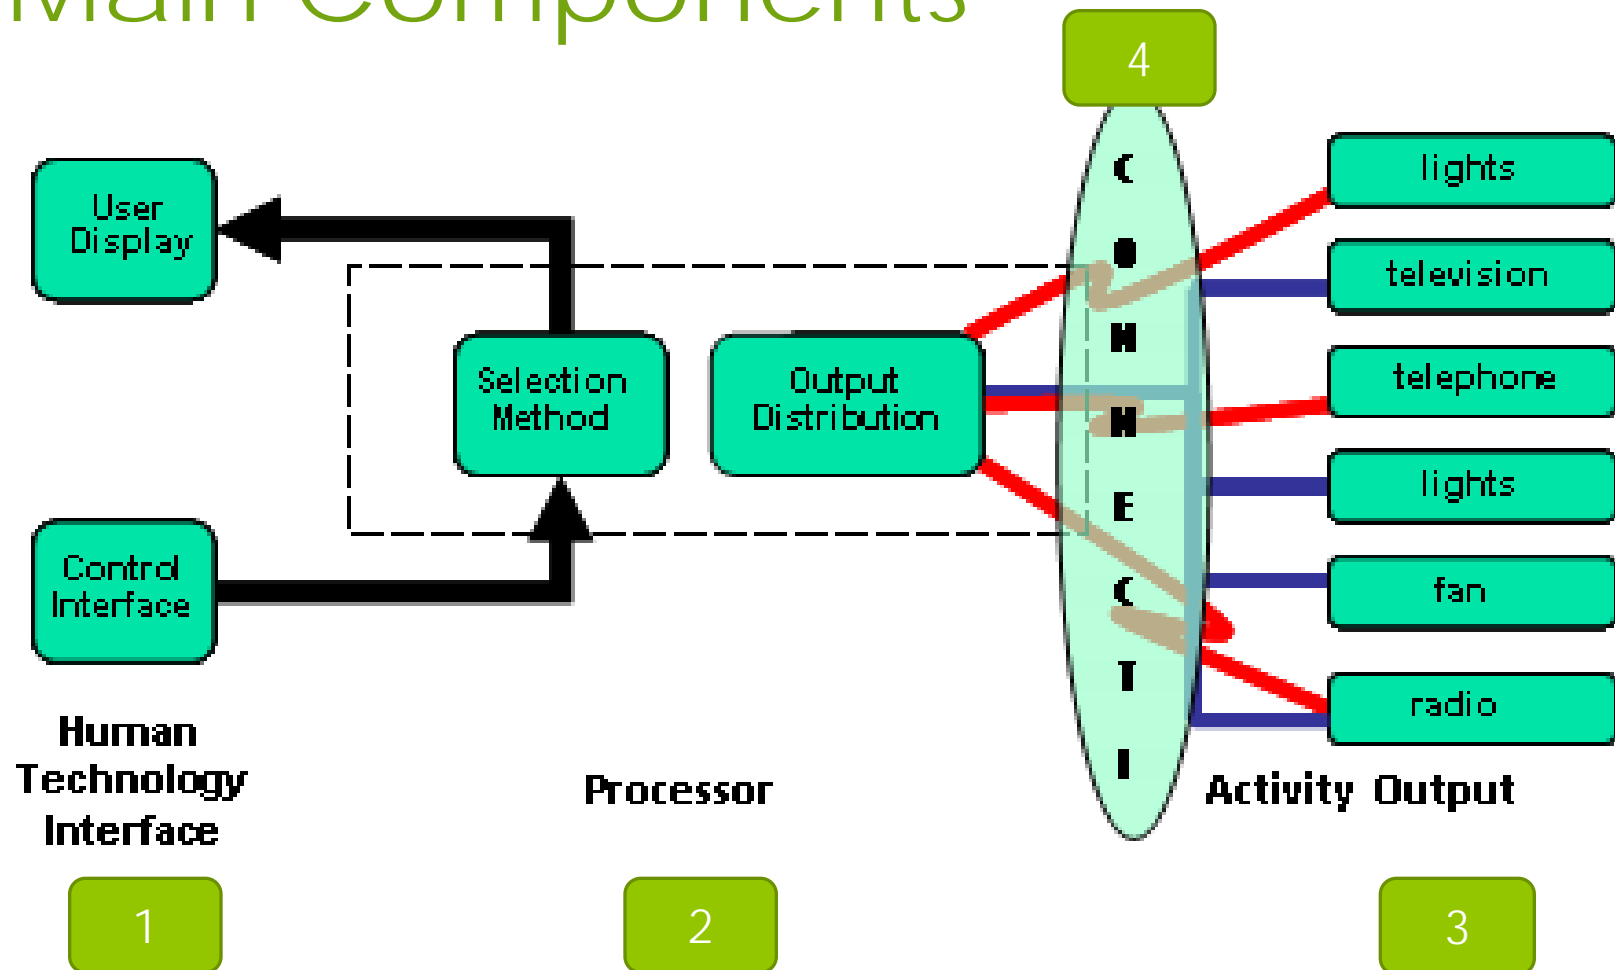 Main Components
4
User
Display
Control
Interface
Human
Technology
Interface
1
Selection
Method
Output
Distribution
Processor
2
C
O
N
N
E
C
T
I
lights
television
telephone
lights
fan
radio
Activity Output
3